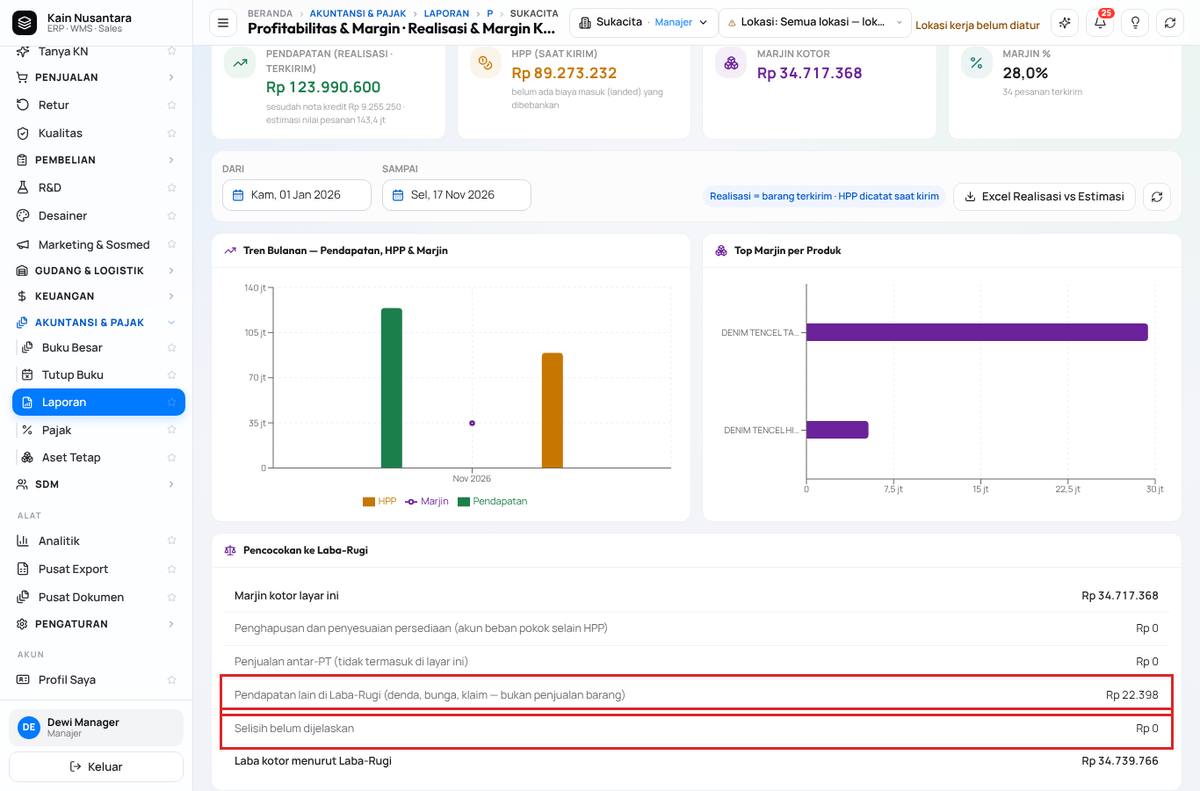 Kain Nusantara
ERP · WMS · Sales
BERANDA › AKUNTANSI & PAJAK › LAPORAN › P › SUKACITA
Profitabilitas & Margin · Realisasi & Margin K...
Sukacita · Manajer
Lokasi: Semua lokasi — lok...
Lokasi kerja belum diatur
25
Tanya KN
PENJUALAN
Retur
Kualitas
PEMBELIAN
R&D
Desainer
Marketing & Sosmed
GUDANG & LOGISTIK
KEUANGAN
AKUNTANSI & PAJAK
Buku Besar
Tutup Buku
Laporan
Pajak
Aset Tetap
SDM
ALAT
Analitik
Pusat Export
Pusat Dokumen
PENGATURAN
AKUN
Profil Saya
DE
Dewi Manager
Manajer
Keluar
PENDAPATAN (REALISASI ·
TERKIRIM)
Rp 123.990.600
sesudah nota kredit Rp 9.255.250 ·
estimasi nilai pesanan 143,4 jt
HPP (SAAT KIRIM)
Rp 89.273.232
belum ada biaya masuk (landed) yang
dibebankan
MARJIN KOTOR
Rp 34.717.368
MARJIN %
28,0%
34 pesanan terkirim
DARI
Kam, 01 Jan 2026
SAMPAI
Sel, 17 Nov 2026
Realisasi = barang terkirim · HPP dicatat saat kirim
Excel Realisasi vs Estimasi
Tren Bulanan — Pendapatan, HPP & Marjin
140 jt
105 jt
70 jt
35 jt
0
Nov 2026
HPP Marjin Pendapatan
Top Marjin per Produk
DENIM TENCEL TA...
DENIM TENCEL HI...
0 7,5 jt 15 jt 22,5 jt 30 jt
Pencocokan ke Laba-Rugi
Marjin kotor layar ini Rp 34.717.368
Penghapusan dan penyesuaian persediaan (akun beban pokok selain HPP) Rp 0
Penjualan antar-PT (tidak termasuk di layar ini) Rp 0
Pendapatan lain di Laba-Rugi (denda, bunga, klaim — bukan penjualan barang) Rp 22.398
Selisih belum dijelaskan Rp 0
Laba kotor menurut Laba-Rugi Rp 34.739.766